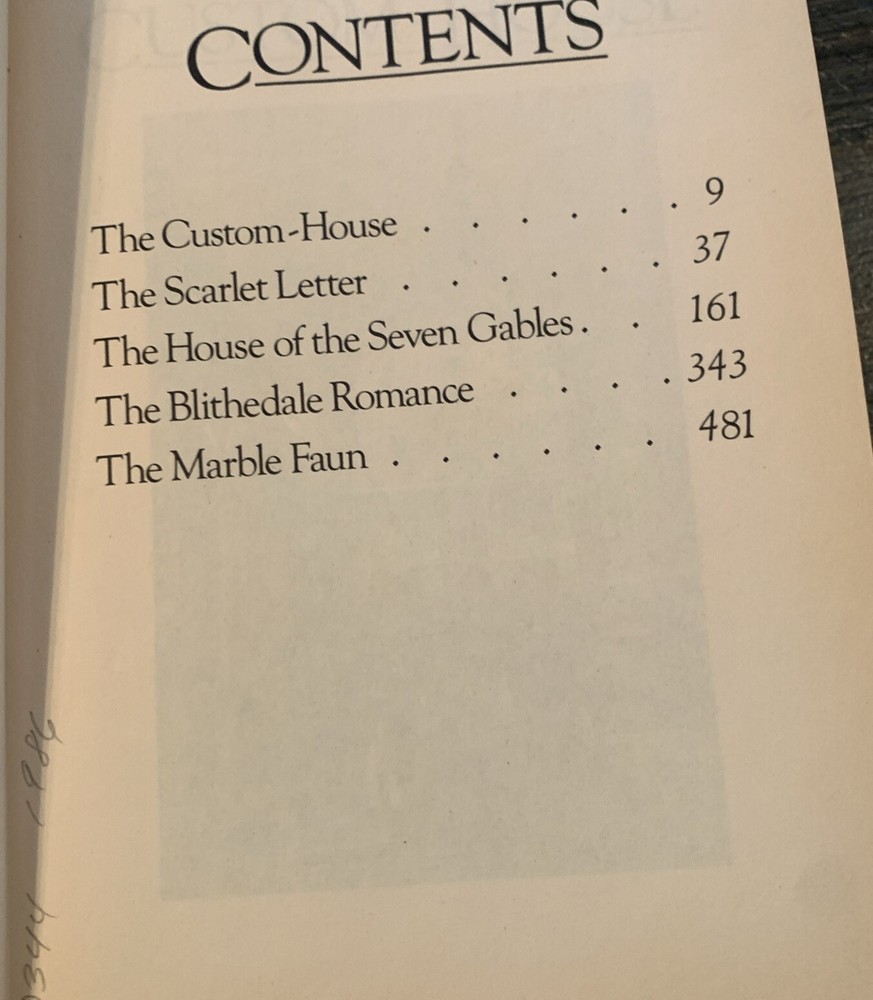 CONTENTS
The Custom-House . . . . . . 9
The Scarlet Letter . . . . . . 37
The House of the Seven Gables . . 161
The Blithedale Romance . . . . 343
The Marble Faun . . . . . . 481
1986